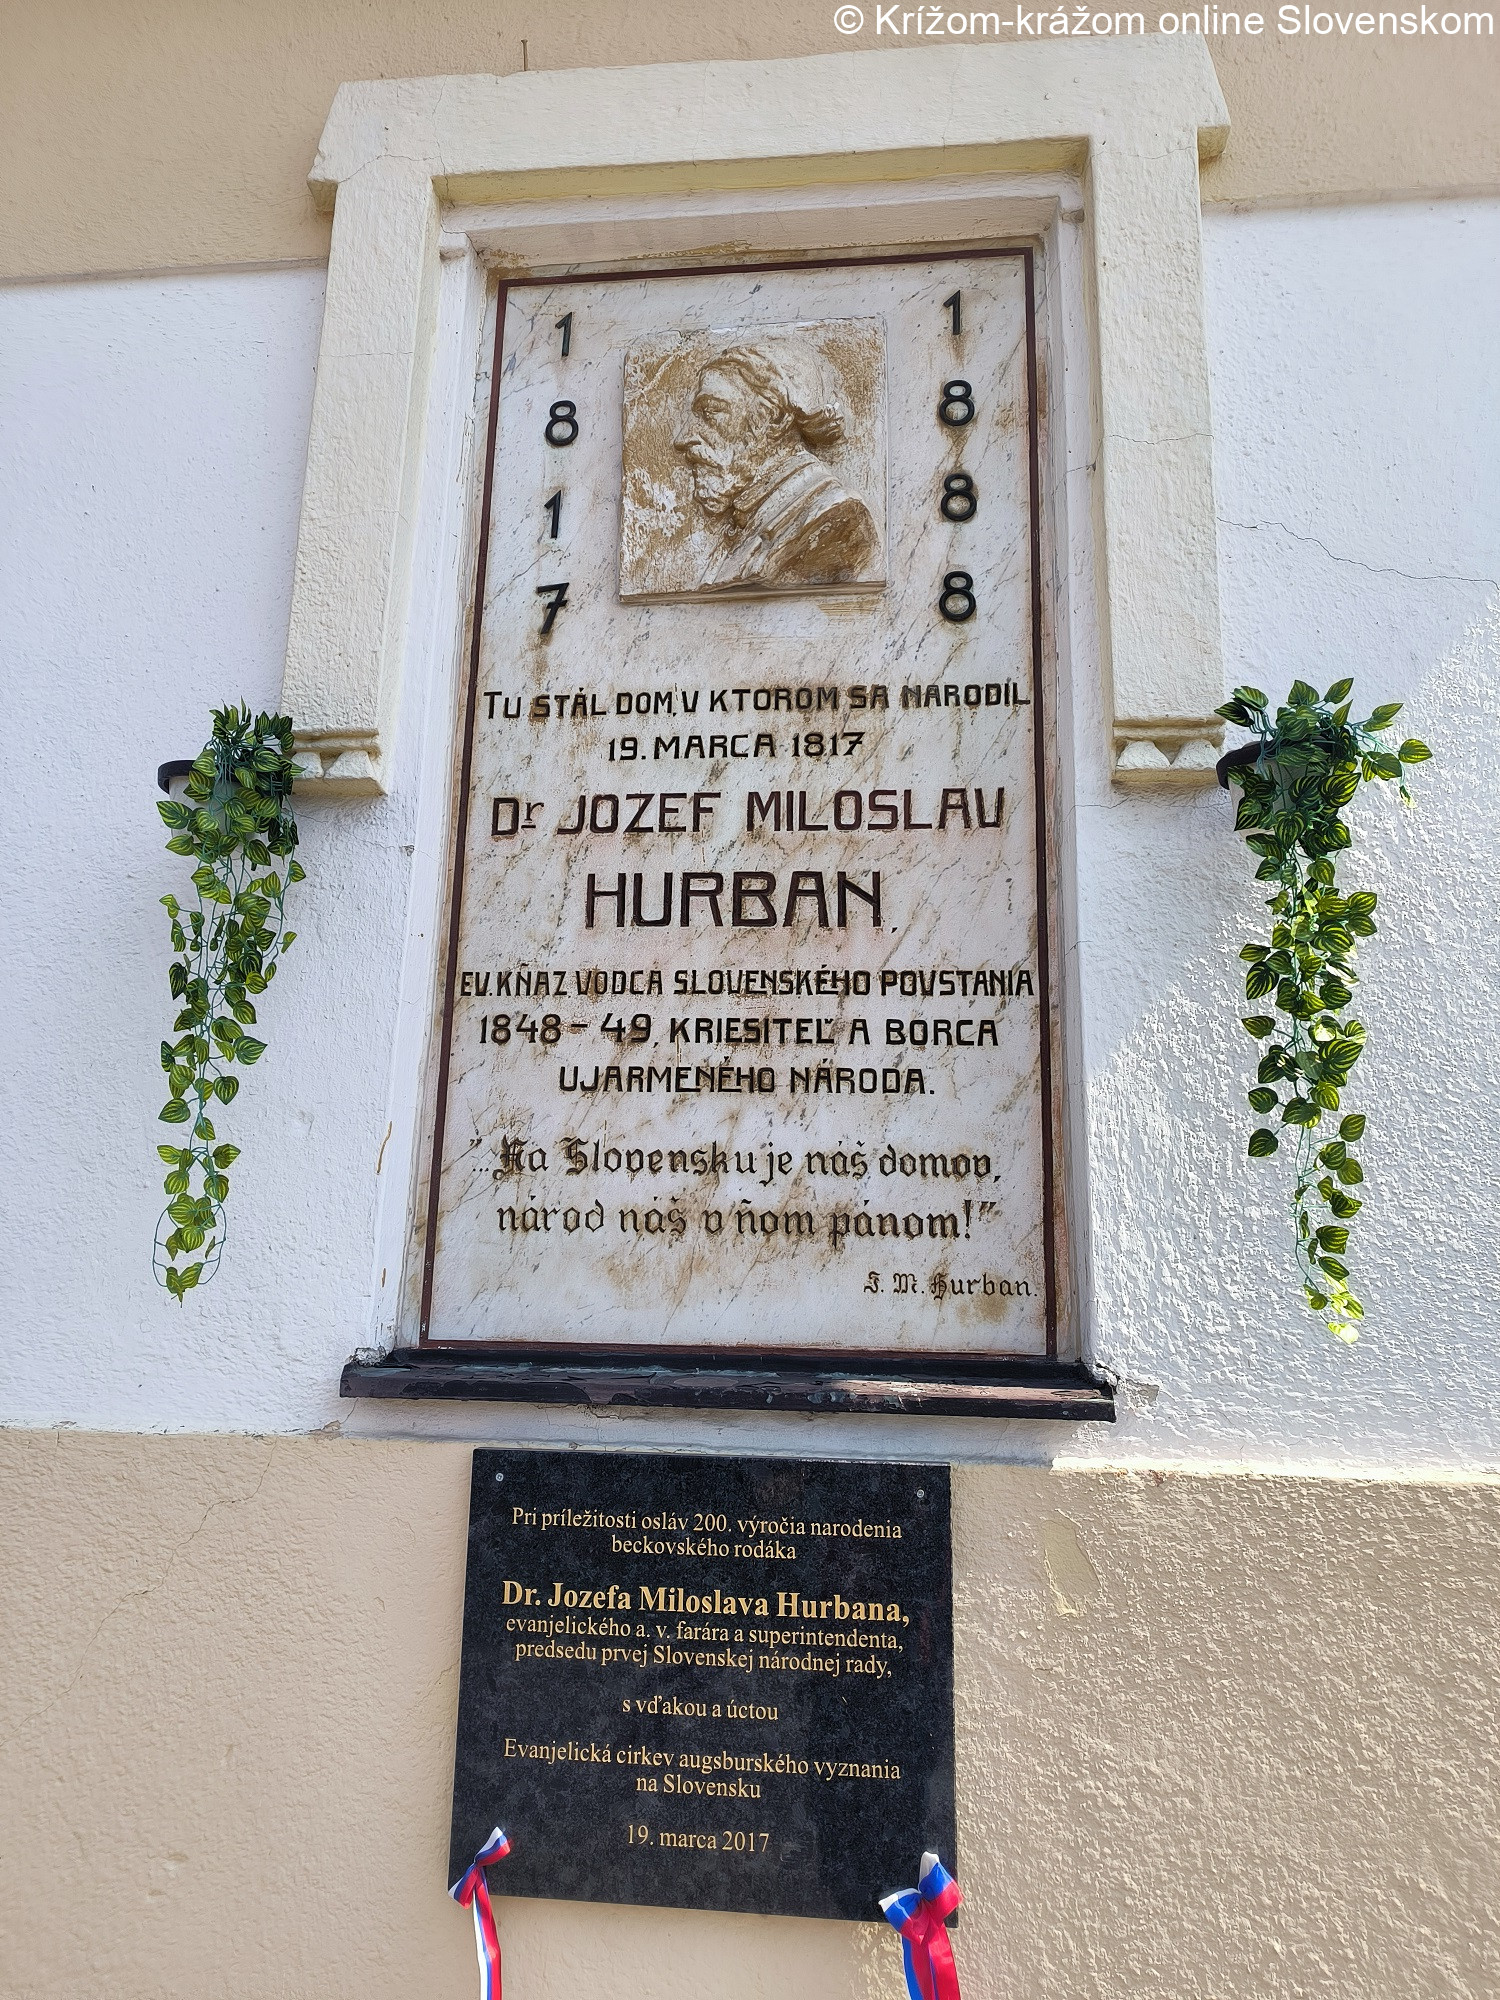 © Krížom-krážom online Slovenskom
1817
1888
TU STÁL DOM, V KTOROM SA NARODIL
19. MARCA 1817
Dr JOZEF MILOSLAV
HURBAN,
EV. KŇAZ, VODCA SLOVENSKÉHO POVSTANIA
1848-49, KRIESITEĽ A BORCA
UJARMENÉHO NÁRODA.
"...Na Slovensku je náš domov,
národ náš v ňom pánom!"
J. M. Hurban.
Pri príležitosti osláv 200. výročia narodenia
beckovského rodáka
Dr. Jozefa Miloslava Hurbana,
evanjelického a. v. farára a superintendenta,
predsedu prvej Slovenskej národnej rady,
s vďakou a úctou
Evanjelická cirkev augsburského vyznania
na Slovensku
19. marca 2017